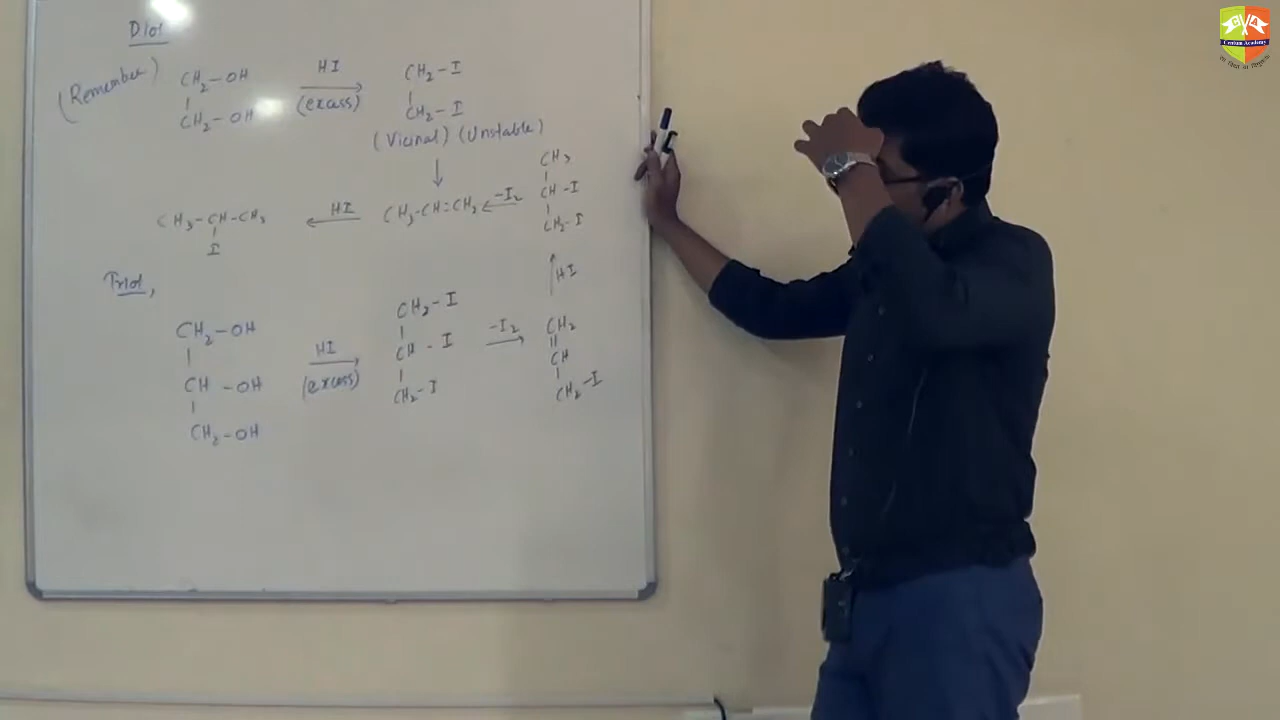 Diol
(Remember)
CH₂-OH HI CH₂-I
CH₂-OH (excess) CH₂-I
(Vicinal) (Unstable)
CH₃
CH-I
CH₃-CH-CH₃ HI CH₃-CH=CH₂ -I₂
I CH₂-I
HI
Triol,
CH₂-OH HI CH₂-I -I₂ CH₂
CH-OH (excess) CH-I CH
CH₂-OH CH₂-I CH₂-I
Centum Academy